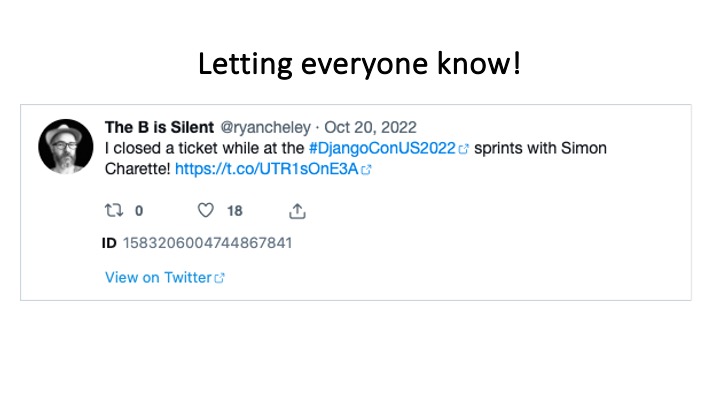 Letting everyone know!
The B is Silent @ryancheley · Oct 20, 2022
I closed a ticket while at the #DjangoConUS2022 sprints with Simon
Charette! https://t.co/UTR1sOnE3A
0 18
ID 1583206004744867841
View on Twitter